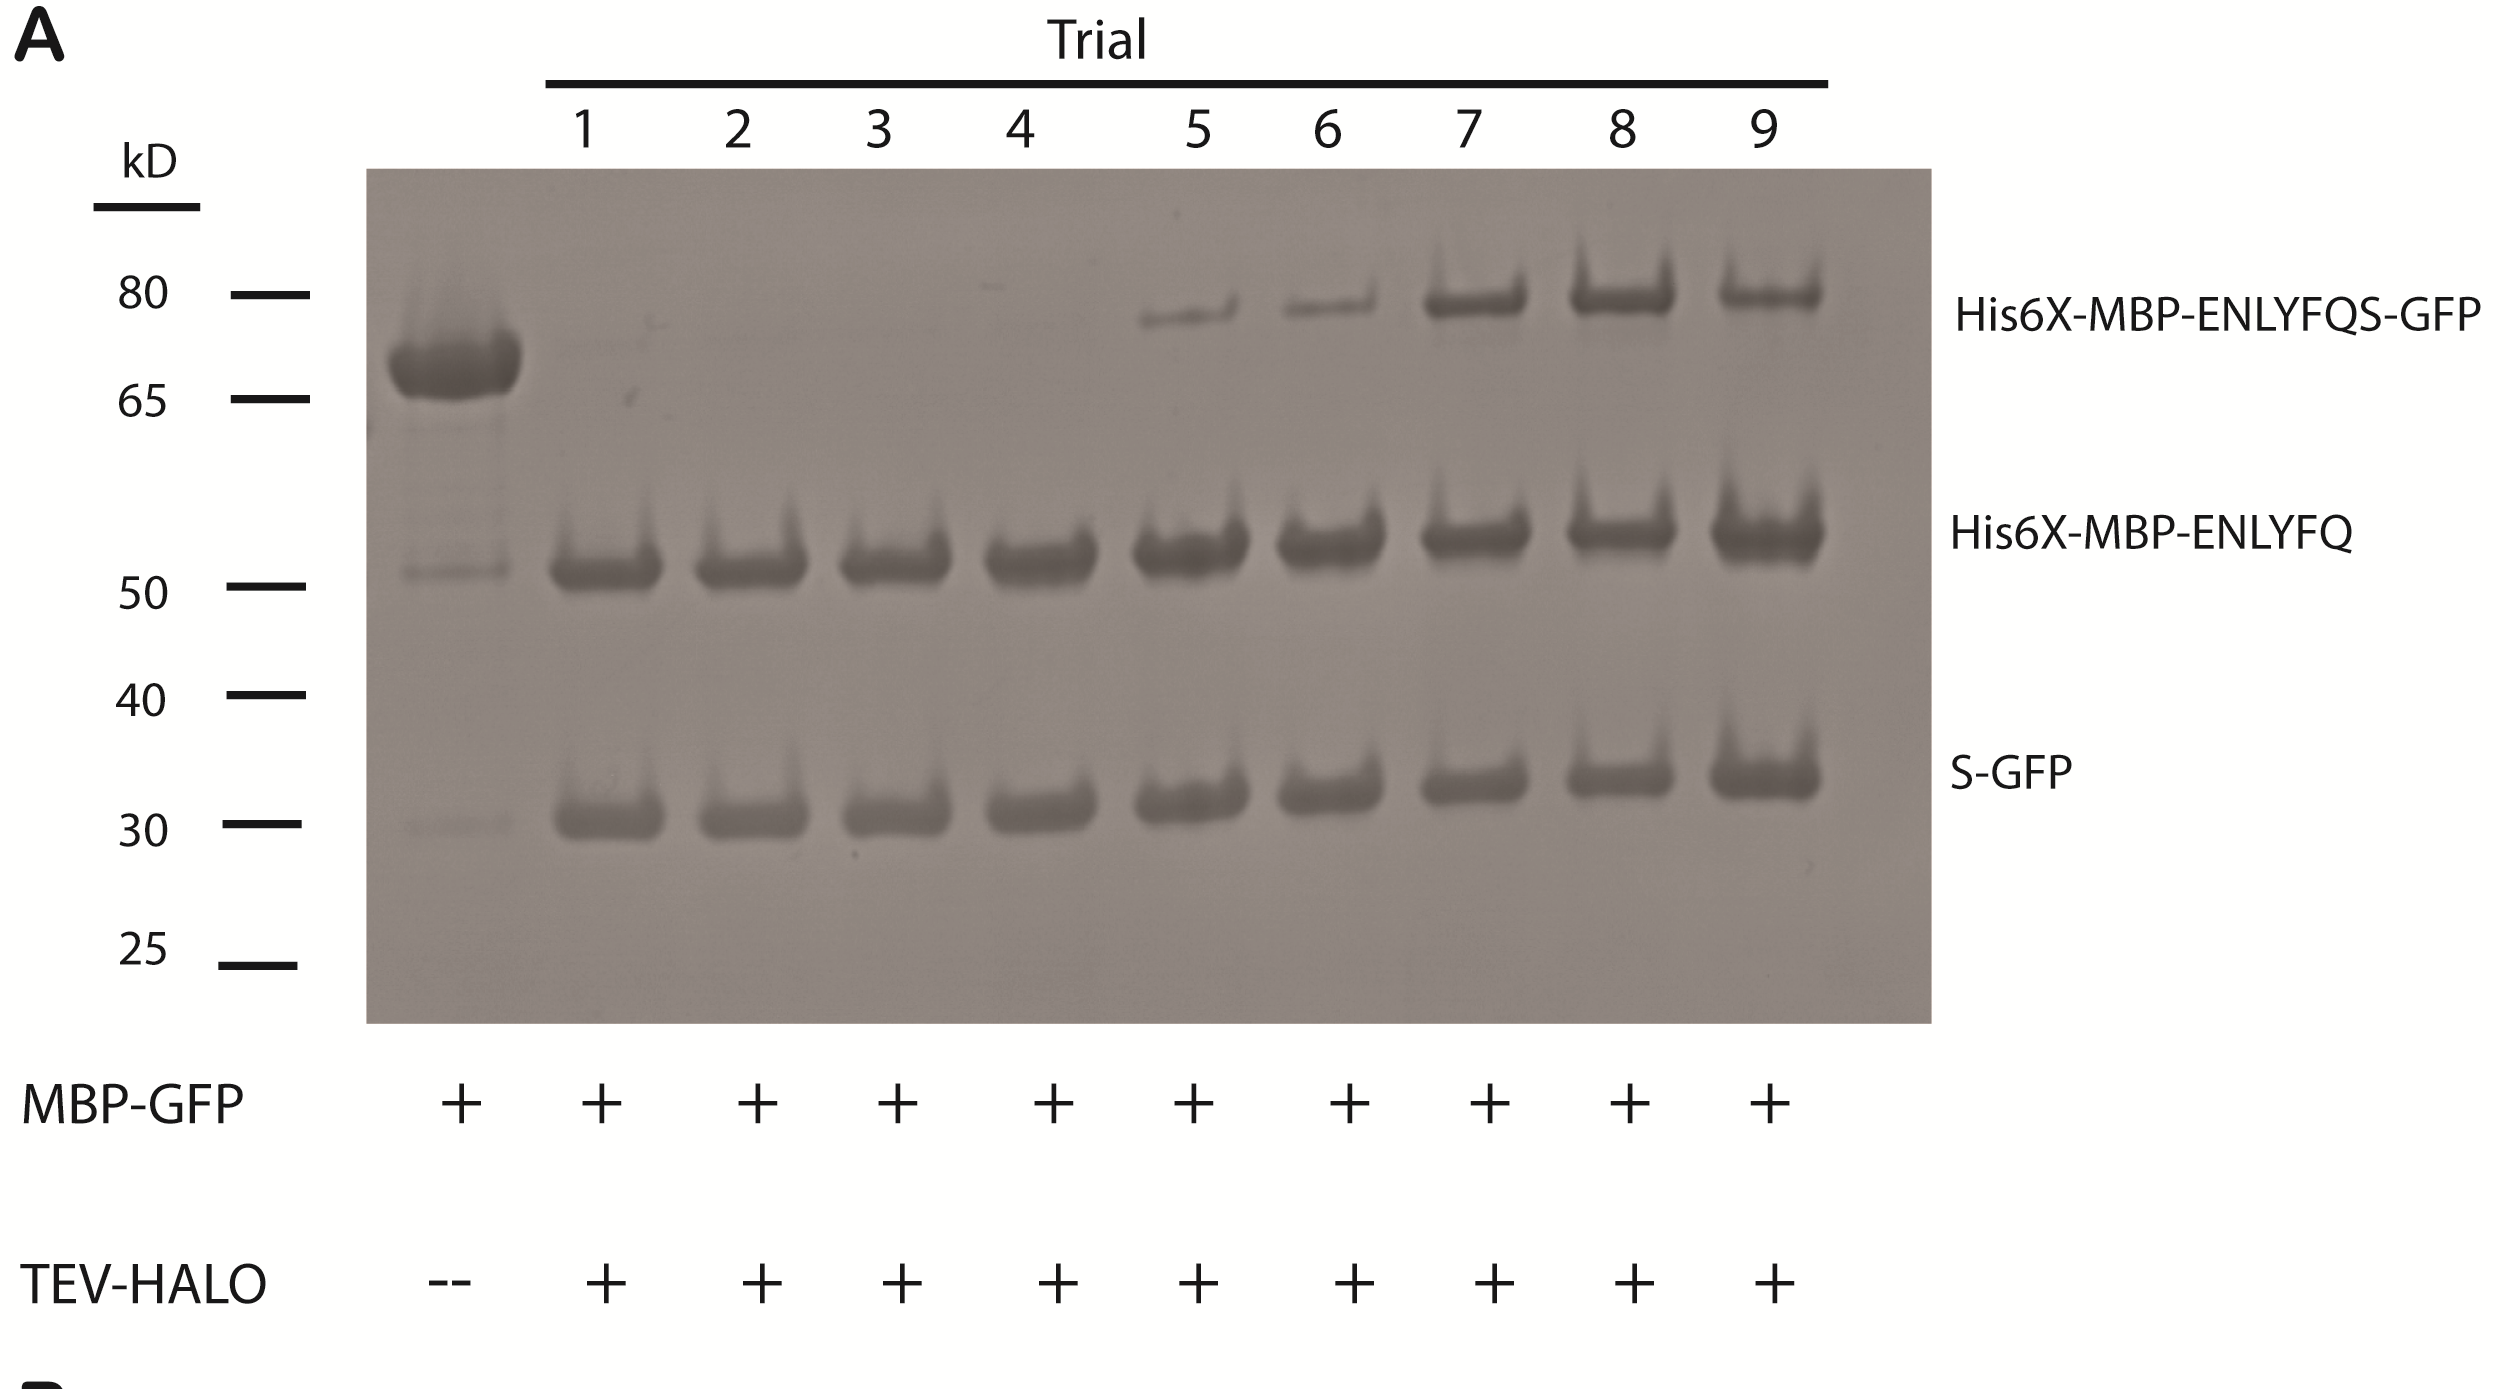 A
Trial
1 2 3 4 5 6 7 8 9
kD
80
65
50
40
30
25
His6X-MBP-ENLYFQS-GFP
His6X-MBP-ENLYFQ
S-GFP
MBP-GFP + + + + + + + + + +
TEV-HALO -- + + + + + + + + +